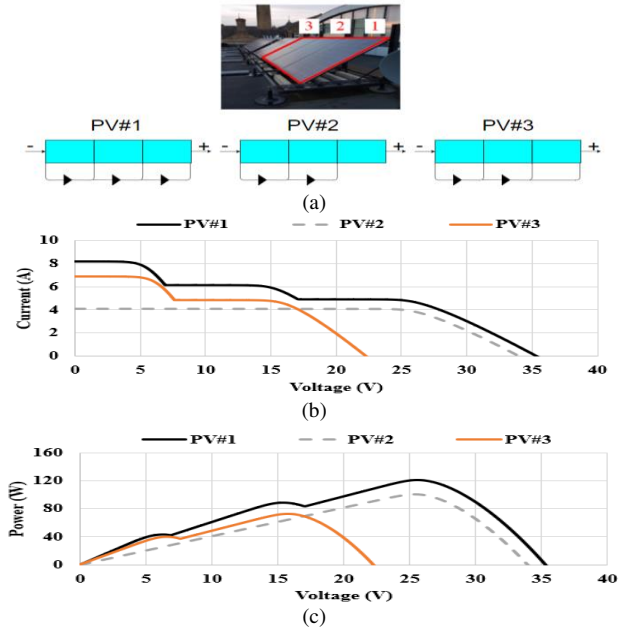 3 2 1
PV#1 PV#2 PV#3
- + - + - +
(a)
PV#1 PV#2 PV#3
Current (A)
10
8
6
4
2
0
0 5 10 15 20 25 30 35 40
Voltage (V)
(b)
PV#1 PV#2 PV#3
Power (W)
160
120
80
40
0
0 5 10 15 20 25 30 35 40
Voltage (V)
(c)